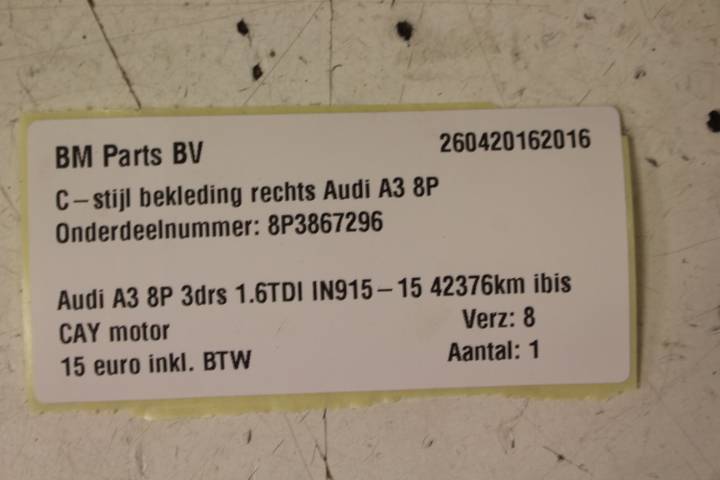 BM Parts BV 260420162016
C-stijl bekleding rechts Audi A3 8P
Onderdeelnummer: 8P3867296
Audi A3 8P 3drs 1.6TDI IN915-15 42376km ibis
CAY motor Verz: 8
15 euro inkl. BTW Aantal: 1